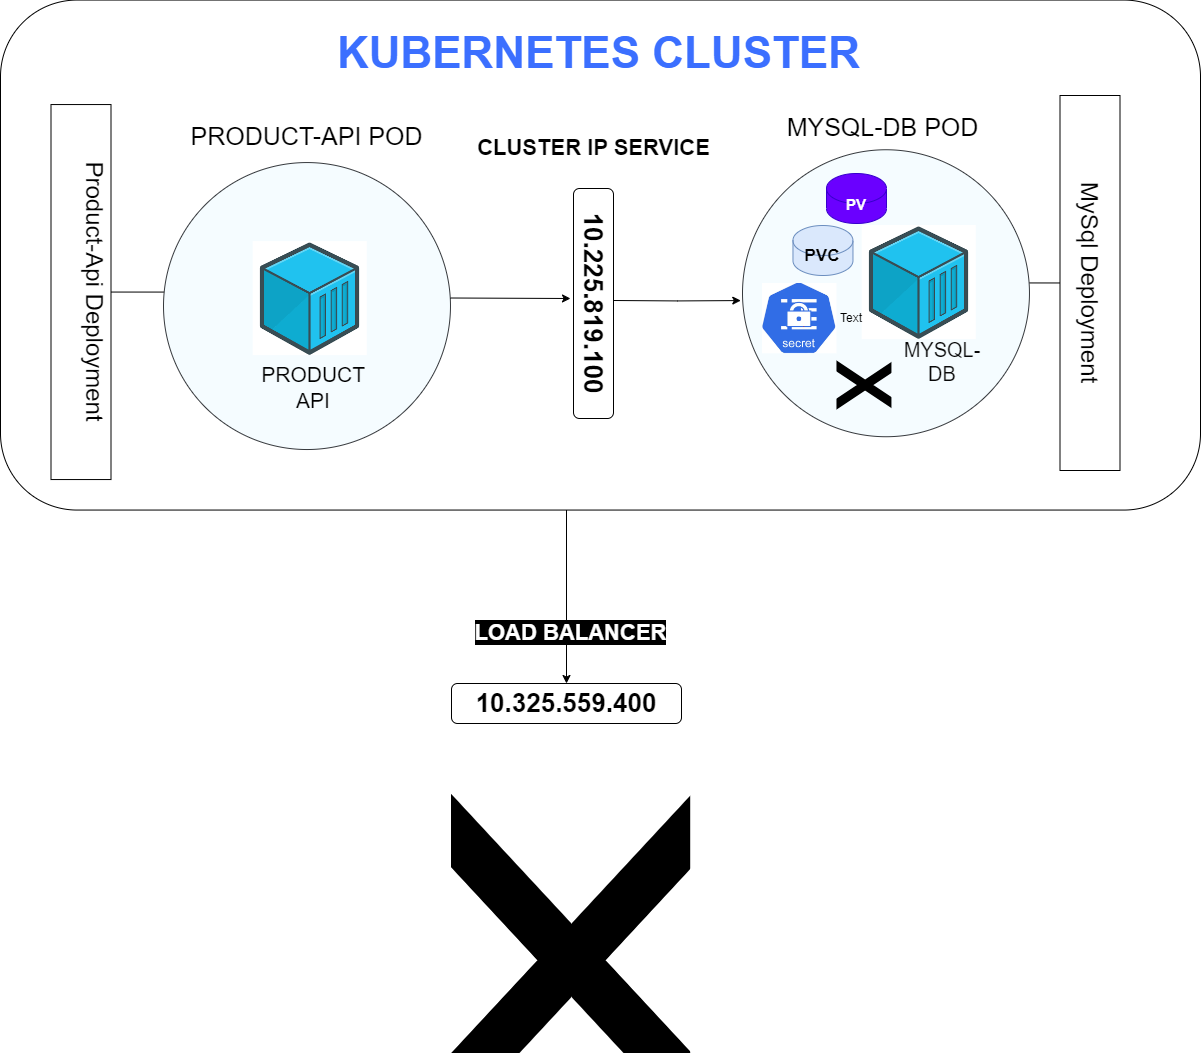 KUBERNETES CLUSTER
Product-Api Deployment
PRODUCT-API POD
PRODUCT
API
CLUSTER IP SERVICE
10.225.819.100
MYSQL-DB POD
PV
PVC
secret
Text
MYSQL-
DB
MySql Deployment
LOAD BALANCER
10.325.559.400